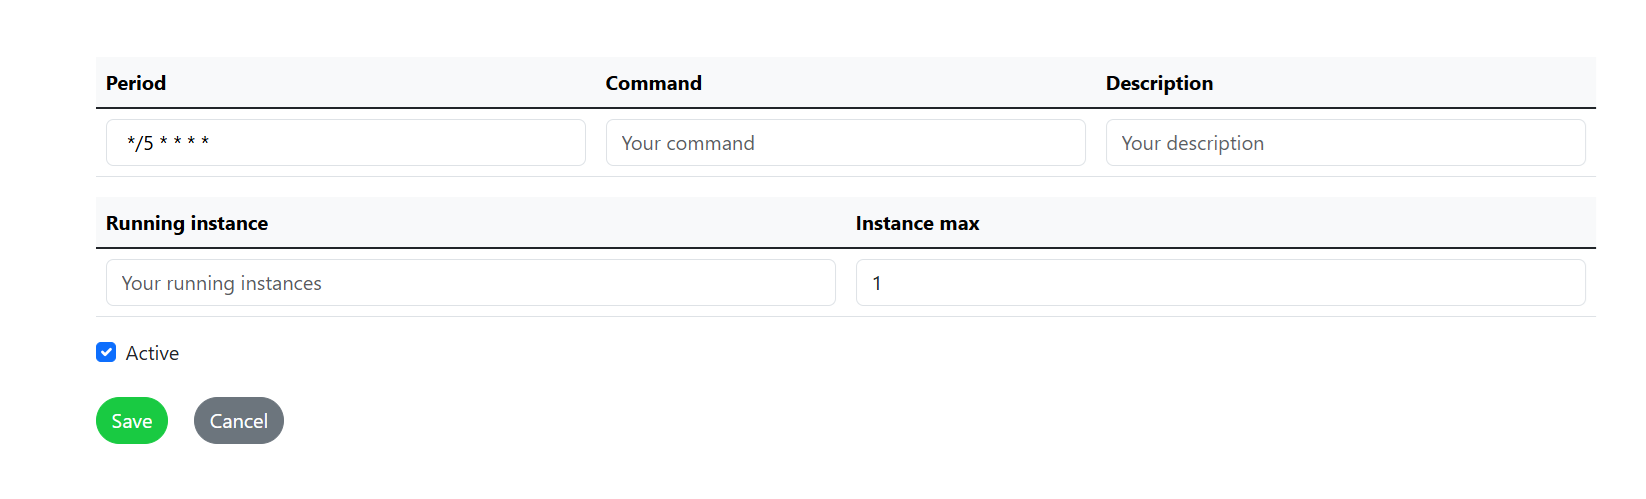 Period Command Description
*/5 * * * * Your command Your description
Running instance Instance max
Your running instances 1
Active
Save Cancel